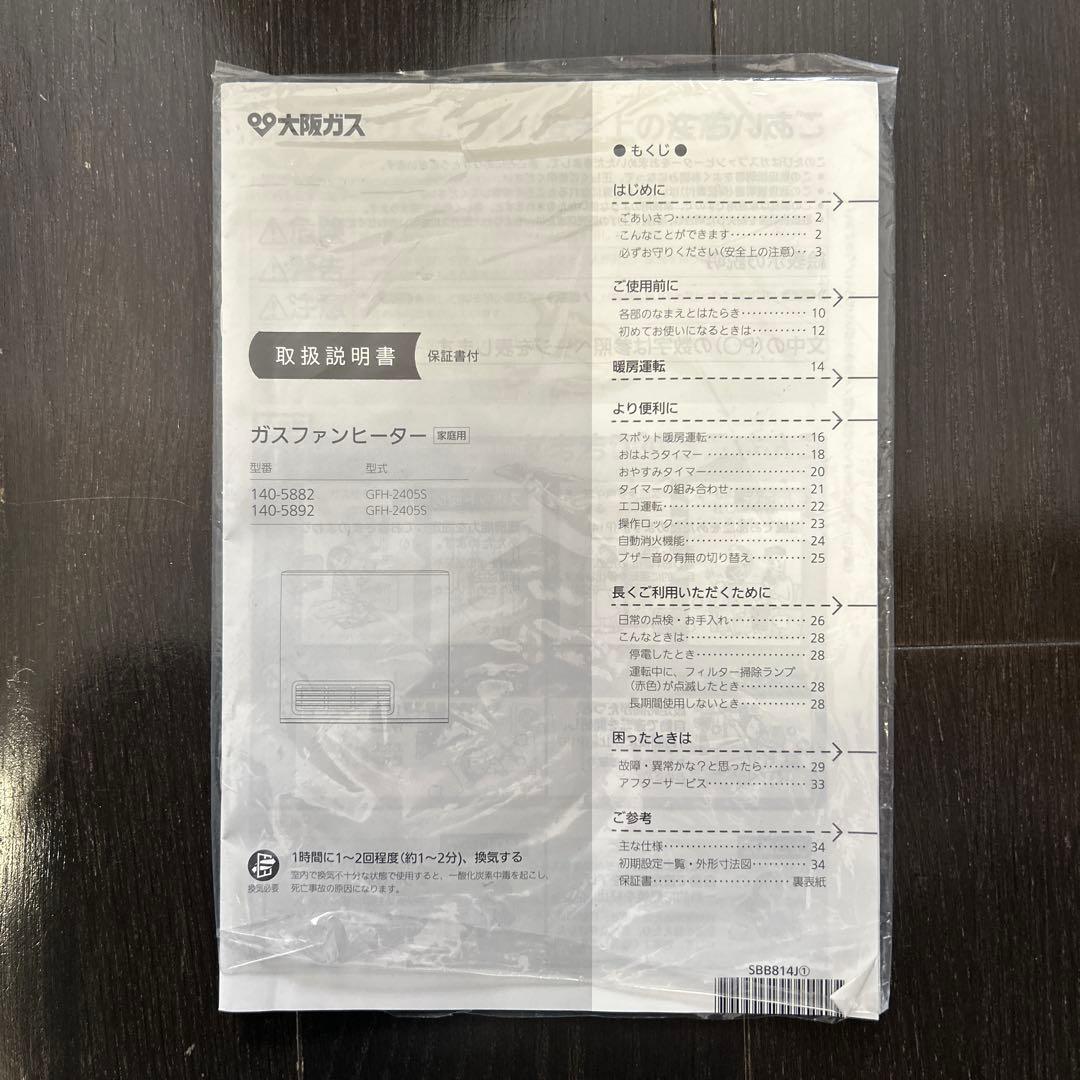 大阪ガス
取扱説明書 保証書付
ガスファンヒーター 家庭用
型番 型式
140-5882 GFH-2405S
140-5892 GFH-2405S
1時間に1～2回程度(約1～2分)、換気する
室内で換気不十分な状態で使用すると、一酸化炭素中毒を起こし、
死亡事故の原因になります。
換気必要
●もくじ●
はじめに
ごあいさつ 2
こんなことができます 2
必ずお守りください(安全上の注意) 3
ご使用前に
各部のなまえとはたらき 10
初めてお使いになるときは 12
暖房運転 14
より便利に
スポット暖房運転 16
おはようタイマー 18
おやすみタイマー 20
タイマーの組み合わせ 21
エコ運転 22
操作ロック 23
自動消火機能 24
ブザー音の有無の切り替え 25
長くご利用いただくために
日常の点検・お手入れ 26
こんなときは 28
停電したとき 28
運転中に、フィルター掃除ランプ
(赤色)が点滅したとき 28
長期間使用しないとき 28
困ったときは
故障・異常かな？と思ったら 29
アフターサービス 33
ご参考
主な仕様 34
初期設定一覧・外形寸法図 34
保証書 裏表紙
SBB814J①